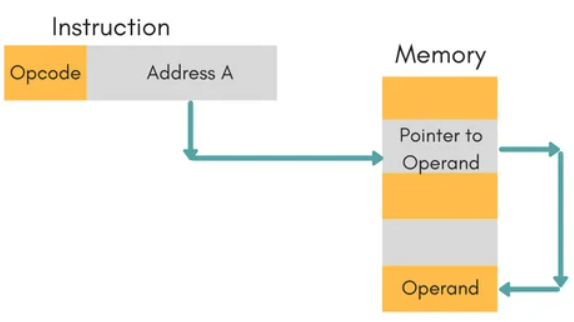 Instruction
Opcode
Address A
Memory
Pointer to
Operand
Operand